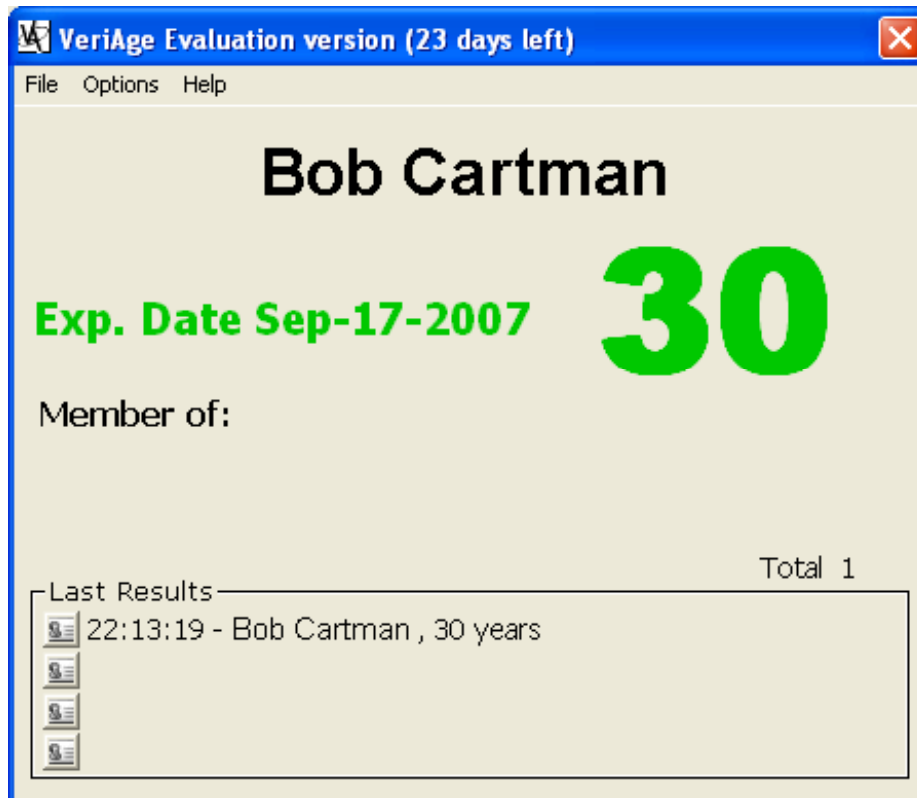 VeriAge Evaluation version (23 days left)
File Options Help
Bob Cartman
30
Exp. Date Sep-17-2007
Member of:
Total 1
Last Results
22:13:19 - Bob Cartman , 30 years